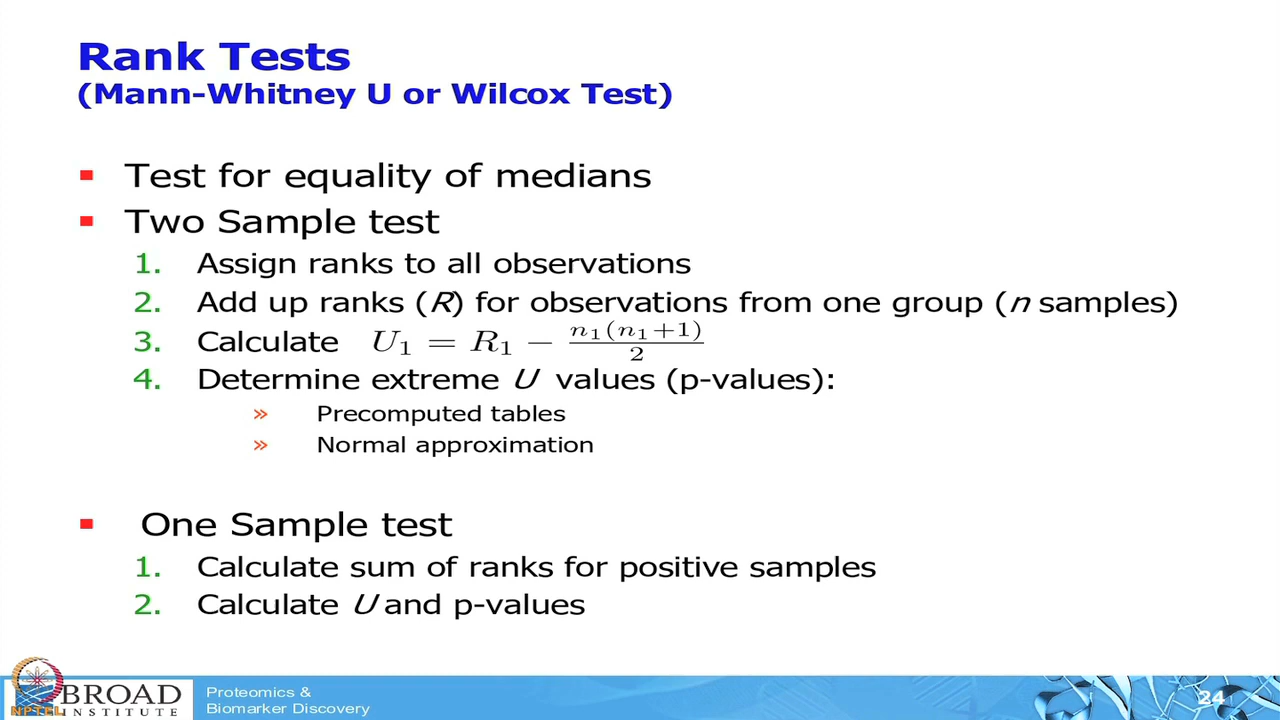 Rank Tests
(Mann-Whitney U or Wilcox Test)
▪ Test for equality of medians
▪ Two Sample test
1. Assign ranks to all observations
2. Add up ranks (R) for observations from one group (n samples)
3. Calculate U₁ = R₁ − n₁(n₁+1)/2
4. Determine extreme U values (p-values):
» Precomputed tables
» Normal approximation
▪ One Sample test
1. Calculate sum of ranks for positive samples
2. Calculate U and p-values
NPTEL
BROAD
INSTITUTE
Proteomics &
Biomarker Discovery
24